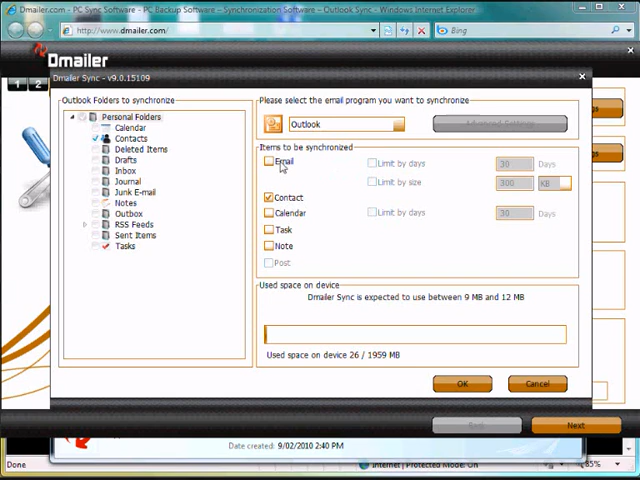 Dmailer.com - PC Sync Software - PC Backup Software - Synchronization Software - Outlook Sync - Windows Internet Explorer
http://www.dmailer.com/
Bing
Dmailer
1 2
Dmailer Sync - v9.0.15109
Outlook Folders to synchronize
Personal Folders
Calendar
Contacts
Deleted Items
Drafts
Inbox
Journal
Junk E-mail
Notes
Outbox
RSS Feeds
Sent Items
Tasks
Please select the email program you want to synchronize
Outlook
Advanced Settings
Items to be synchronized
Email
Limit by days
30
Days
Limit by size
300
KB
Contact
Calendar
Limit by days
30
Days
Task
Note
Post
Used space on device
Dmailer Sync is expected to use between 9 MB and 12 MB
Used space on device 26 / 1959 MB
OK
Cancel
Next
Date created: 9/02/2010 2:40 PM
Done
Internet | Protected Mode: On
85%